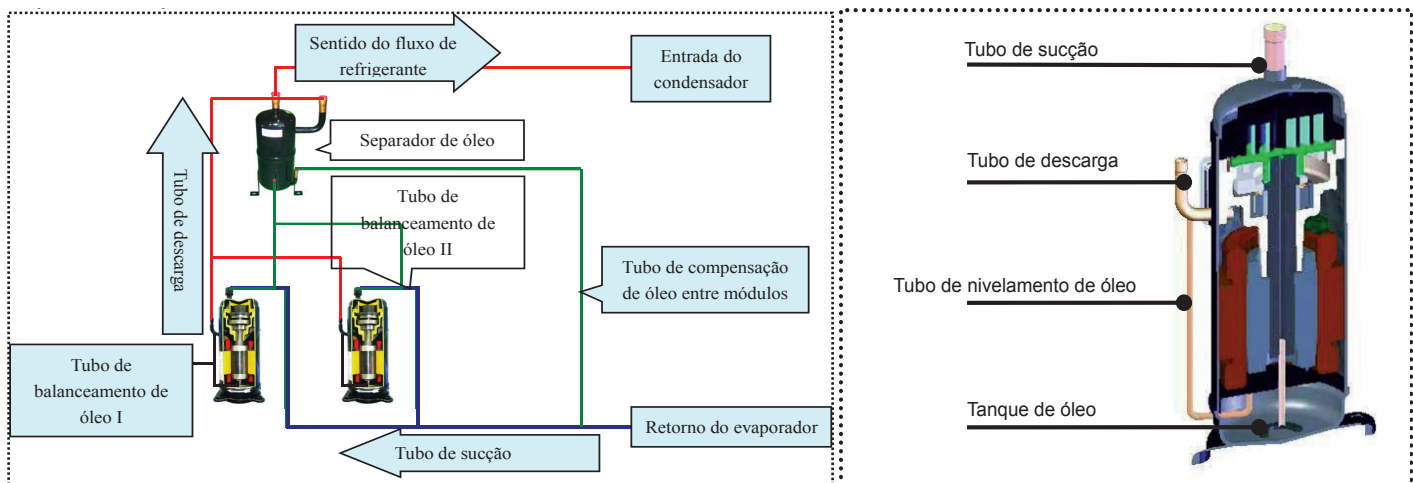 Sentido do fluxo de
refrigerante
Entrada do
condensador
Separador de óleo
Tubo de descarga
Tubo de
balanceamento de
óleo II
Tubo de compensação
de óleo entre módulos
Tubo de
balanceamento de
óleo I
Retorno do evaporador
Tubo de sucção
Tubo de sucção
Tubo de descarga
Tubo de nivelamento de óleo
Tanque de óleo